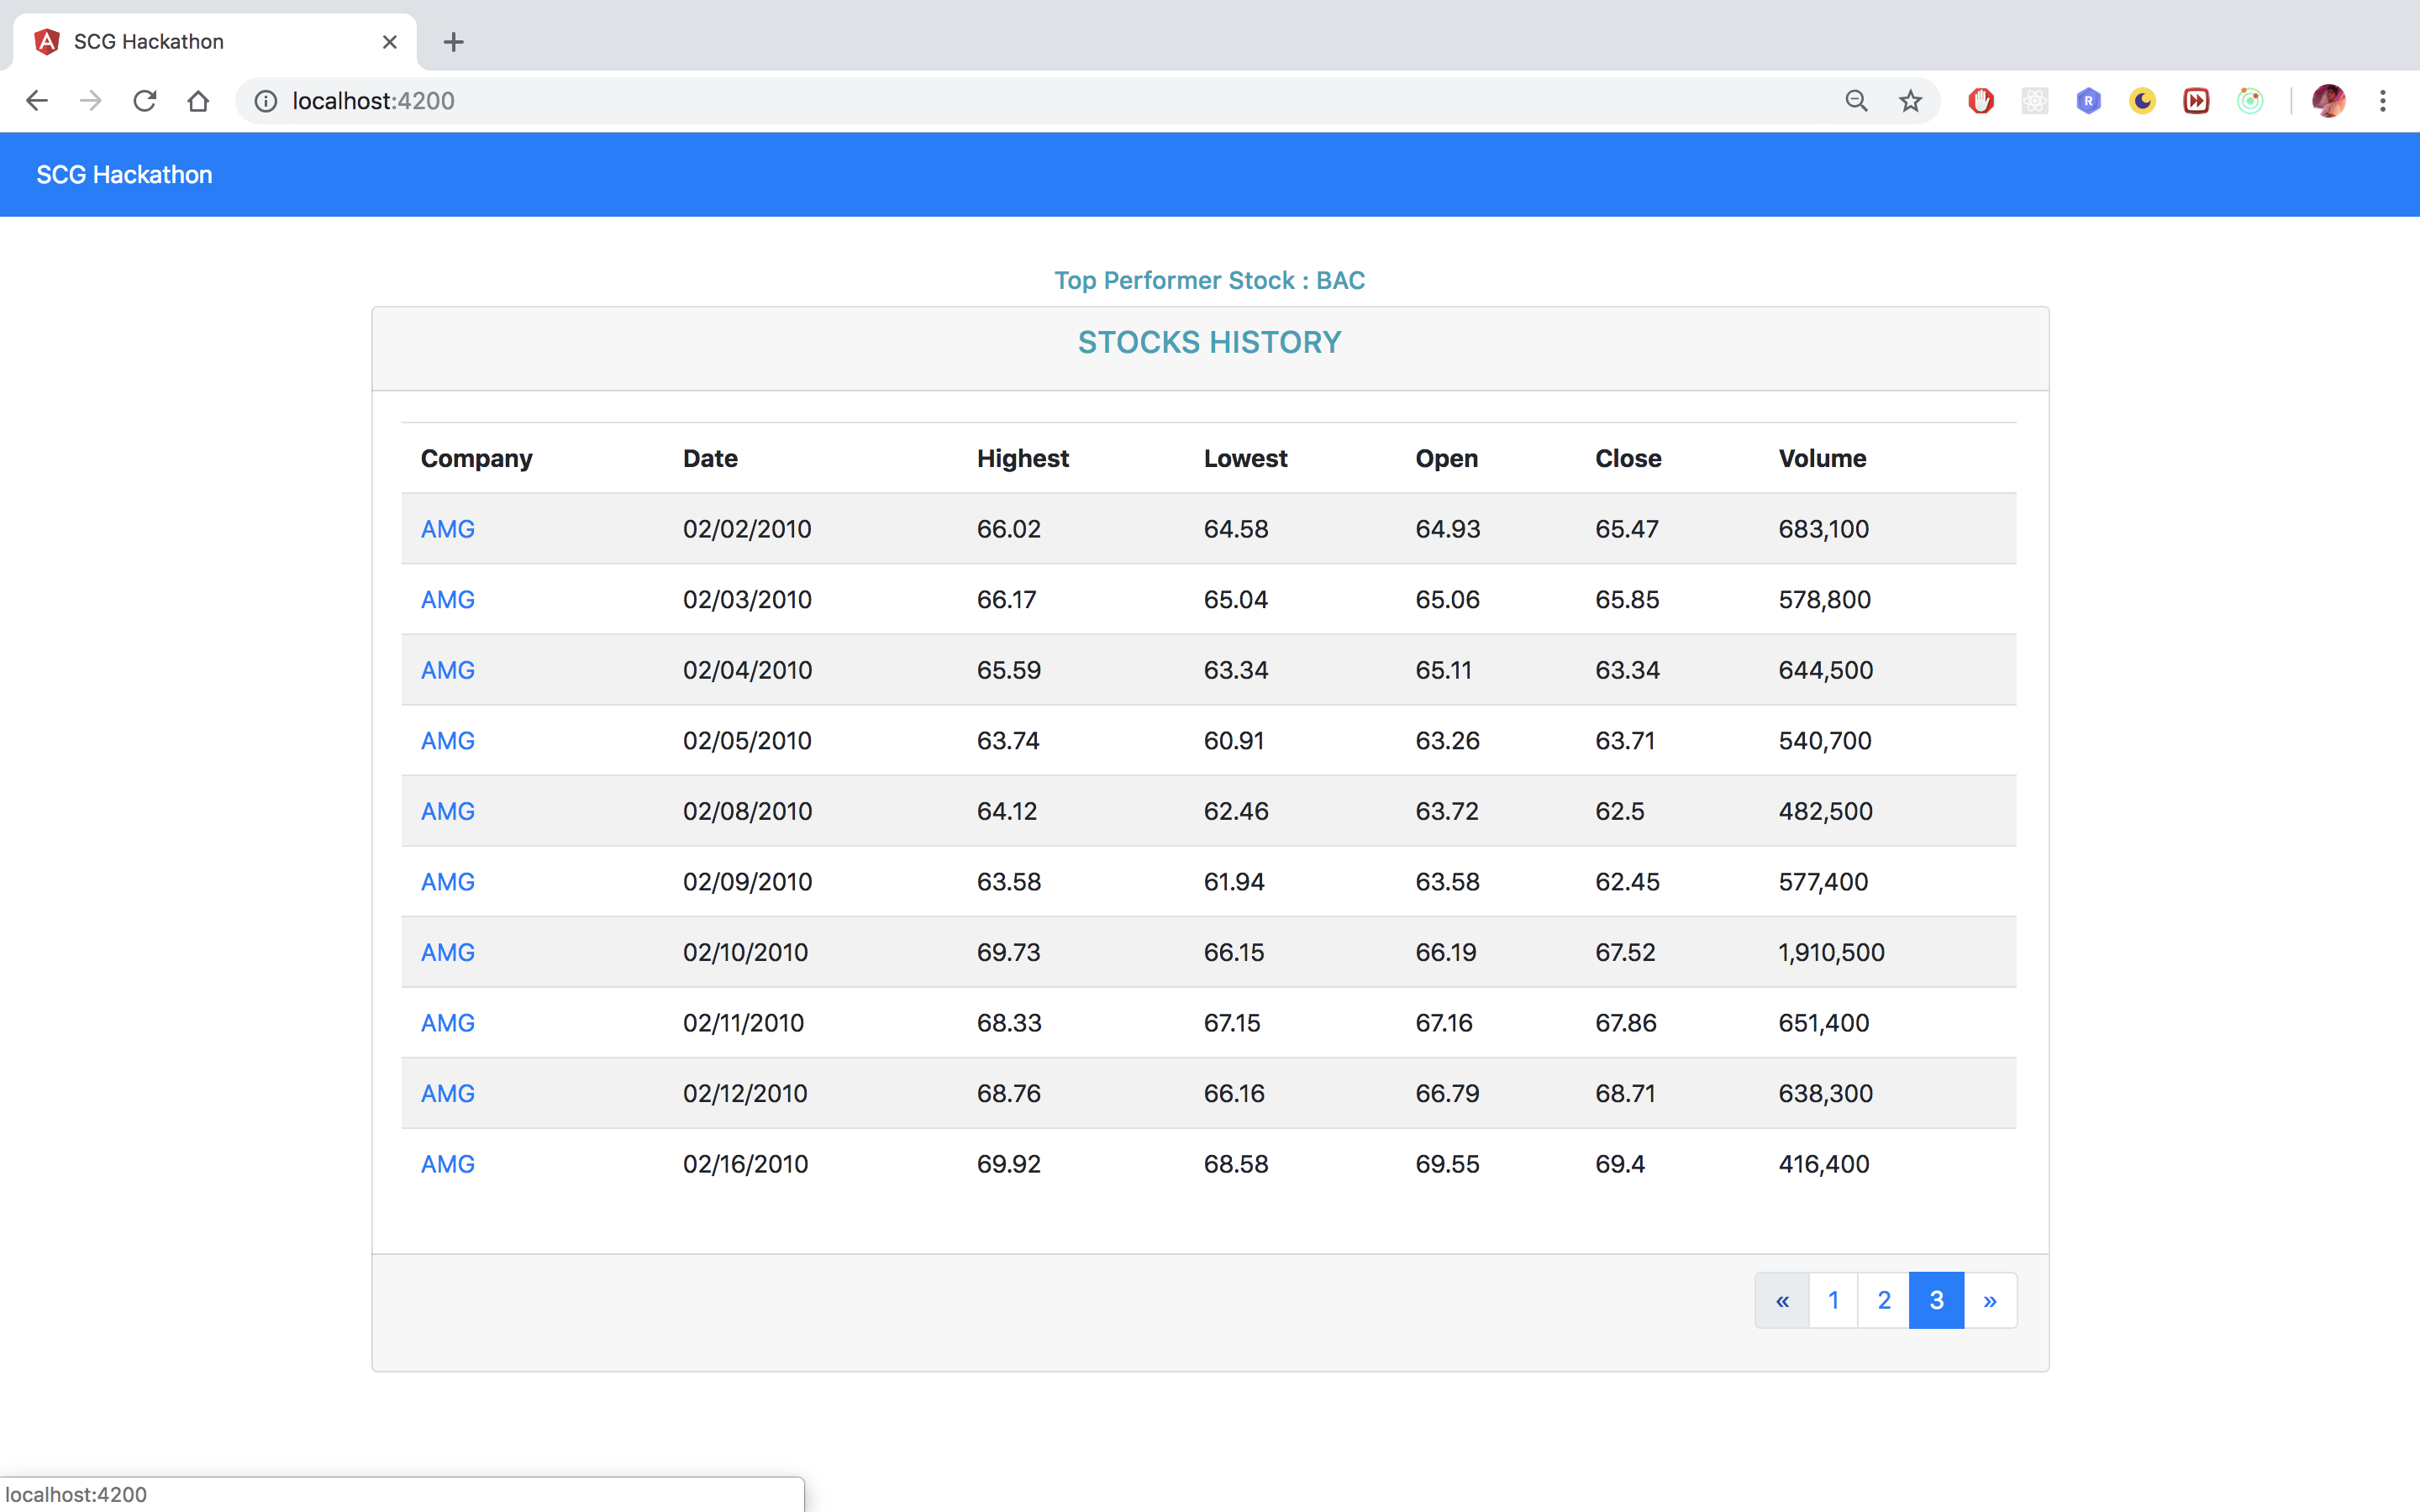 SCG Hackathon
localhost:4200
SCG Hackathon
Top Performer Stock : BAC
STOCKS HISTORY
Company Date Highest Lowest Open Close Volume
AMG 02/02/2010 66.02 64.58 64.93 65.47 683,100
AMG 02/03/2010 66.17 65.04 65.06 65.85 578,800
AMG 02/04/2010 65.59 63.34 65.11 63.34 644,500
AMG 02/05/2010 63.74 60.91 63.26 63.71 540,700
AMG 02/08/2010 64.12 62.46 63.72 62.5 482,500
AMG 02/09/2010 63.58 61.94 63.58 62.45 577,400
AMG 02/10/2010 69.73 66.15 66.19 67.52 1,910,500
AMG 02/11/2010 68.33 67.15 67.16 67.86 651,400
AMG 02/12/2010 68.76 66.16 66.79 68.71 638,300
AMG 02/16/2010 69.92 68.58 69.55 69.4 416,400
« 1 2 3 »
localhost:4200